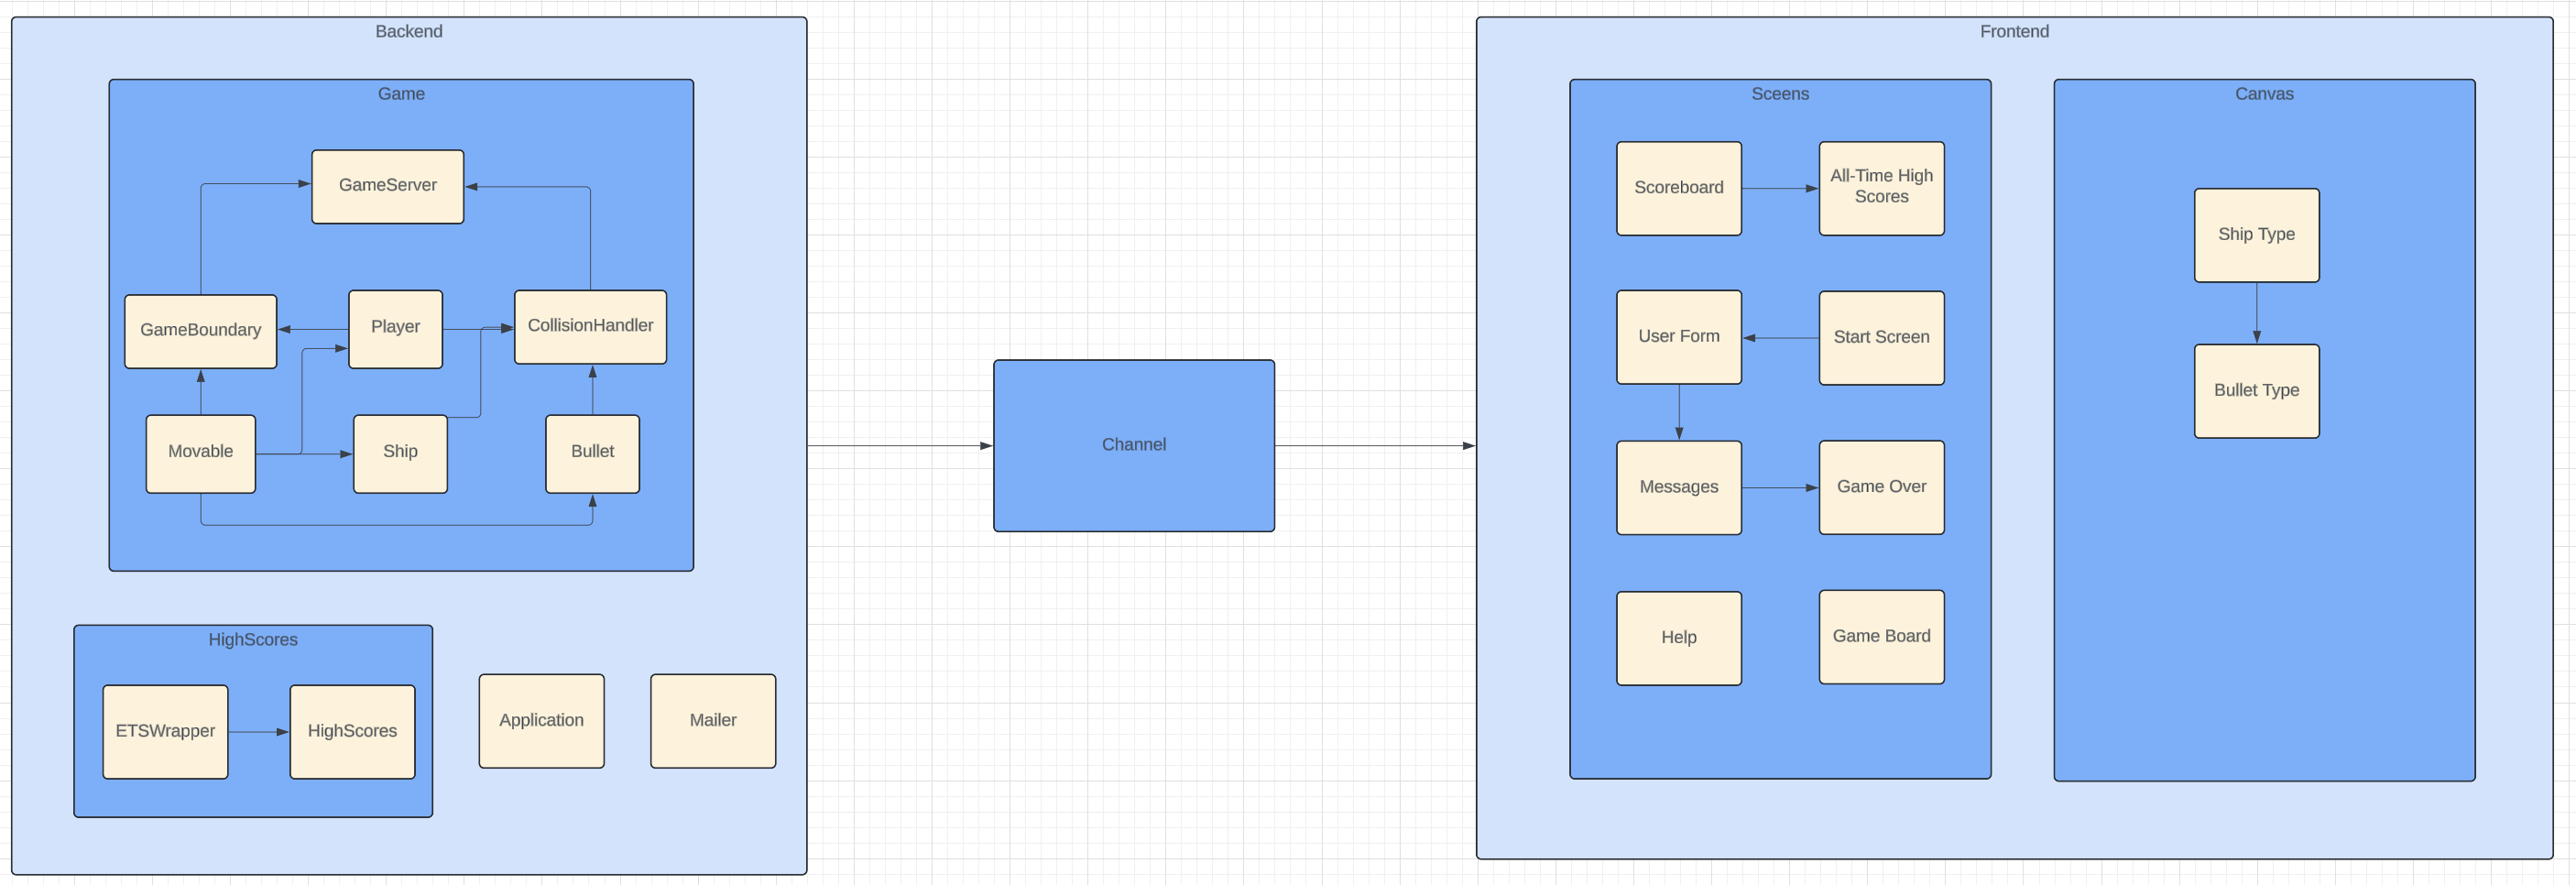 Backend
Game
GameServer
GameBoundary
Player
CollisionHandler
Movable
Ship
Bullet
HighScores
ETSWrapper
HighScores
Application
Mailer
Channel
Frontend
Sceens
Scoreboard
All-Time High
Scores
User Form
Start Screen
Messages
Game Over
Help
Game Board
Canvas
Ship Type
Bullet Type